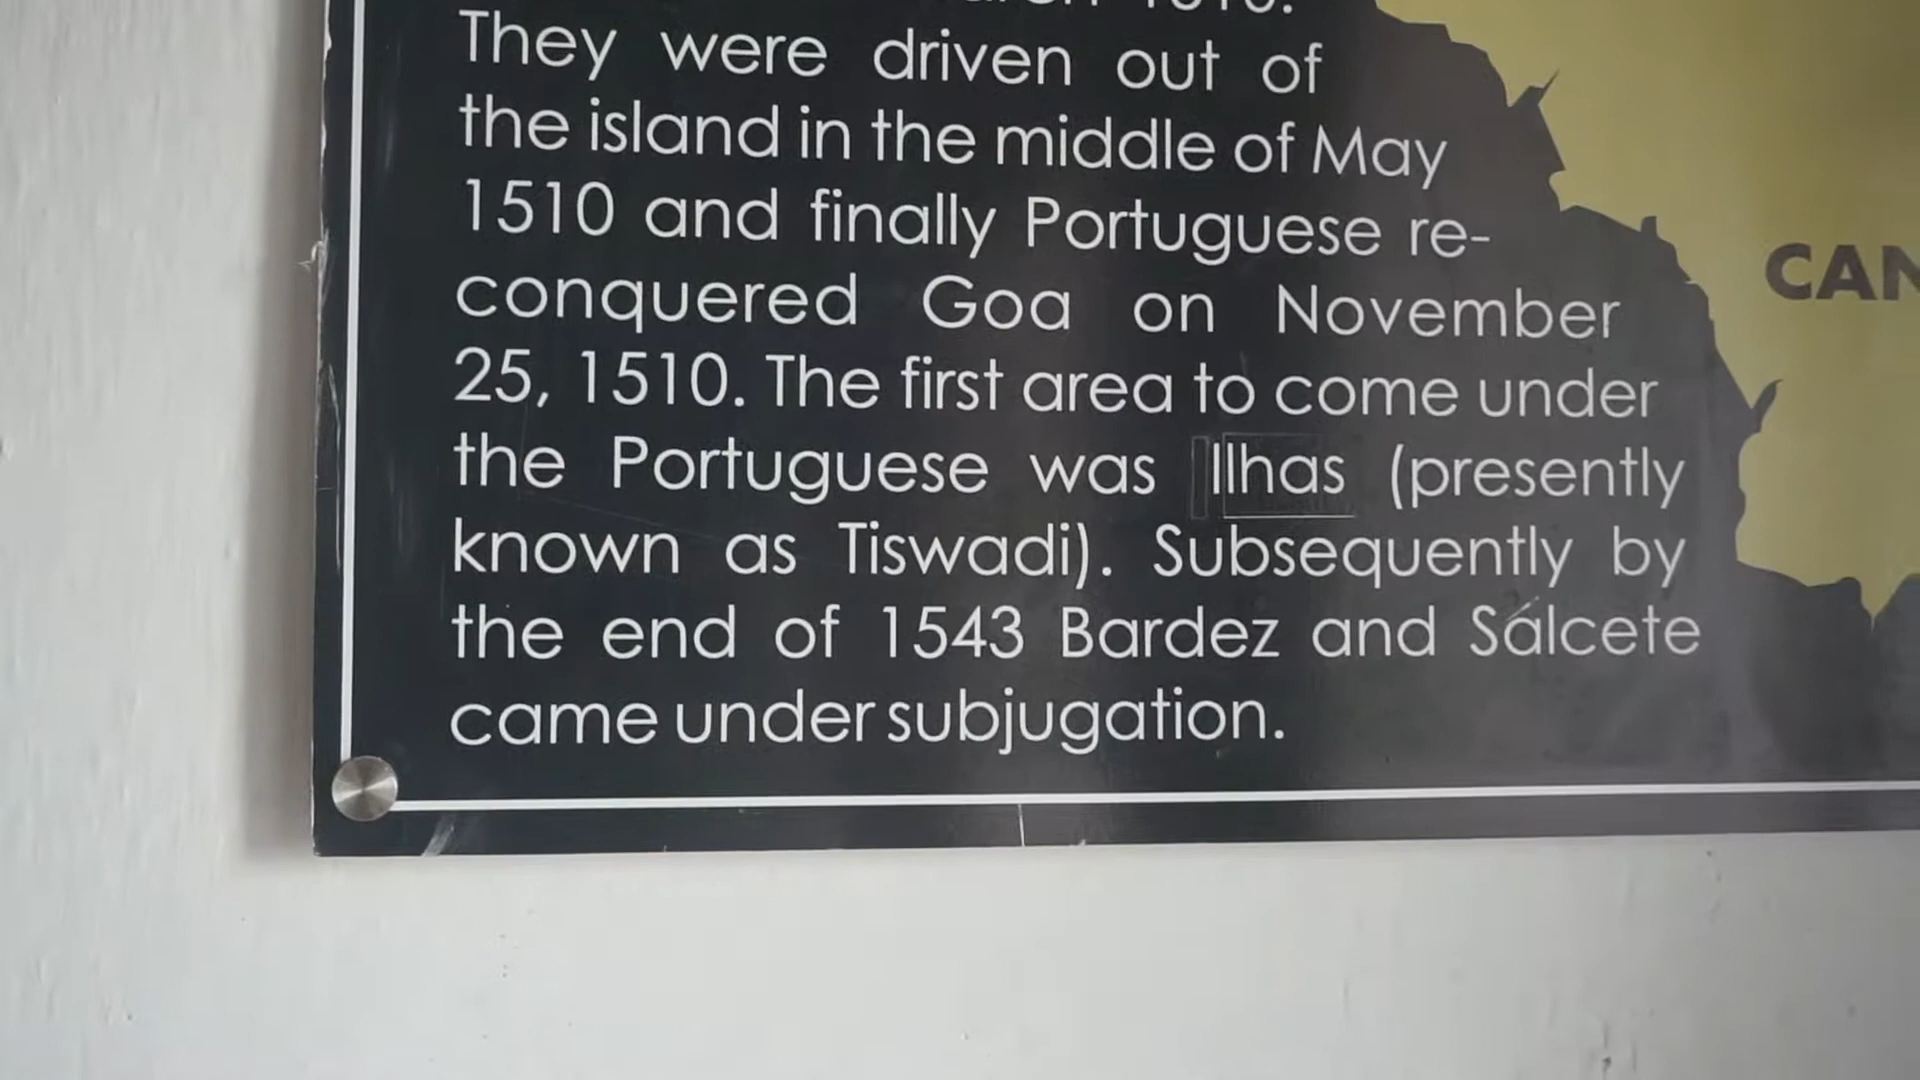 They were driven out of
the island in the middle of May
1510 and finally Portuguese re-
conquered Goa on November
25, 1510. The first area to come under
the Portuguese was Ilhas (presently
known as Tiswadi). Subsequently by
the end of 1543 Bardez and Salcete
came under subjugation.